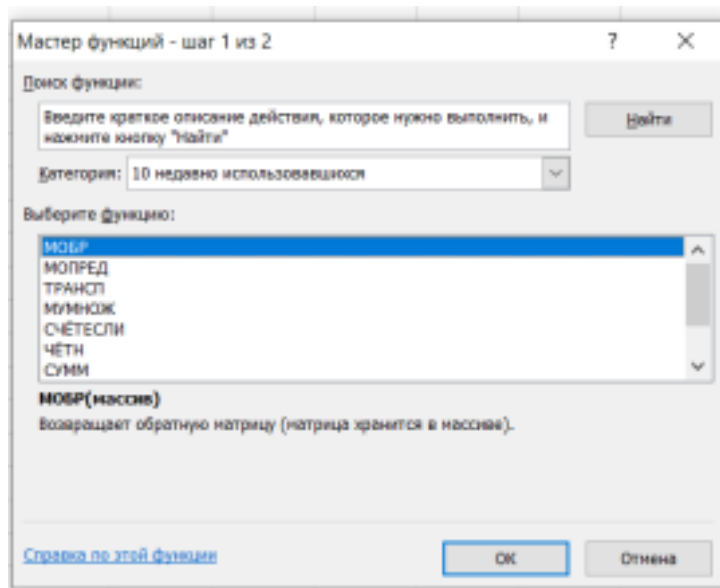 Мастер функций - шаг 1 из 2 ? ×
Поиск функции:
Введите краткое описание действия, которое нужно выполнить, и
нажмите кнопку "Найти"
Найти
Категория: 10 недавно использовавшихся
Выберите функцию:
МОБР
МОПРЕД
ТРАНСП
МУМНОЖ
СЧЁТЕСЛИ
ЧЁТН
СУММ
МОБР(массив)
Возвращает обратную матрицу (матрица хранится в массиве).
Справка по этой функции
ОК
Отмена